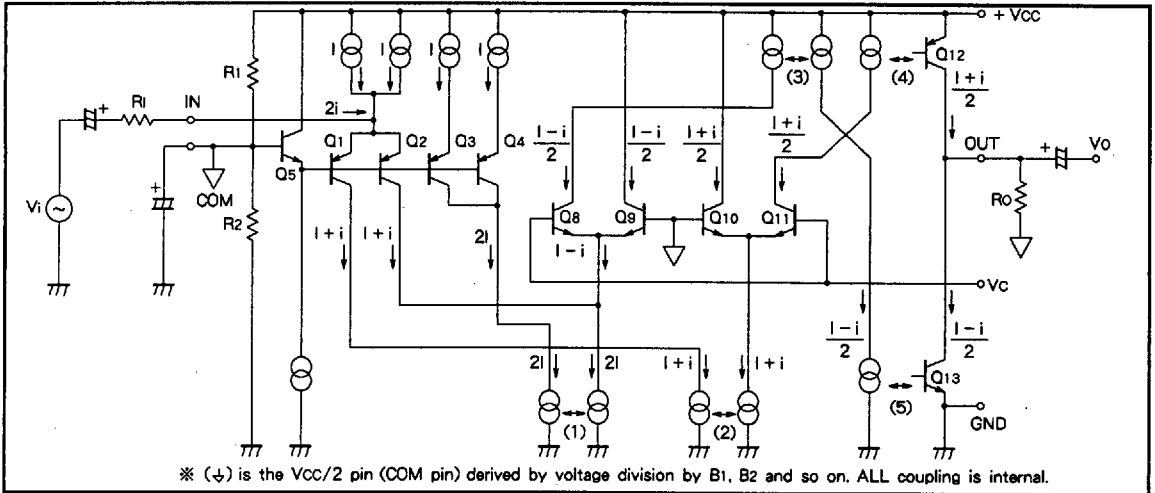 + VCC
R1
I
I
I
I
(3)
(4)
Q12
I+i
2
RI
IN
2i
Q1
Q2
Q3
Q4
I−i
2
I−i
2
I+i
2
I+i
2
OUT
+
VO
+
Q5
COM
Vi
R2
RO
Q8
Q9
Q10
Q11
I−i
I+i
I+i
2I
VC
I−i
2
I−i
2
2I
2I
I+i
I+i
Q13
(1)
(2)
(5)
GND
※ (⏚) is the VCC/2 pin (COM pin) derived by voltage division by B1, B2 and so on. ALL coupling is internal.